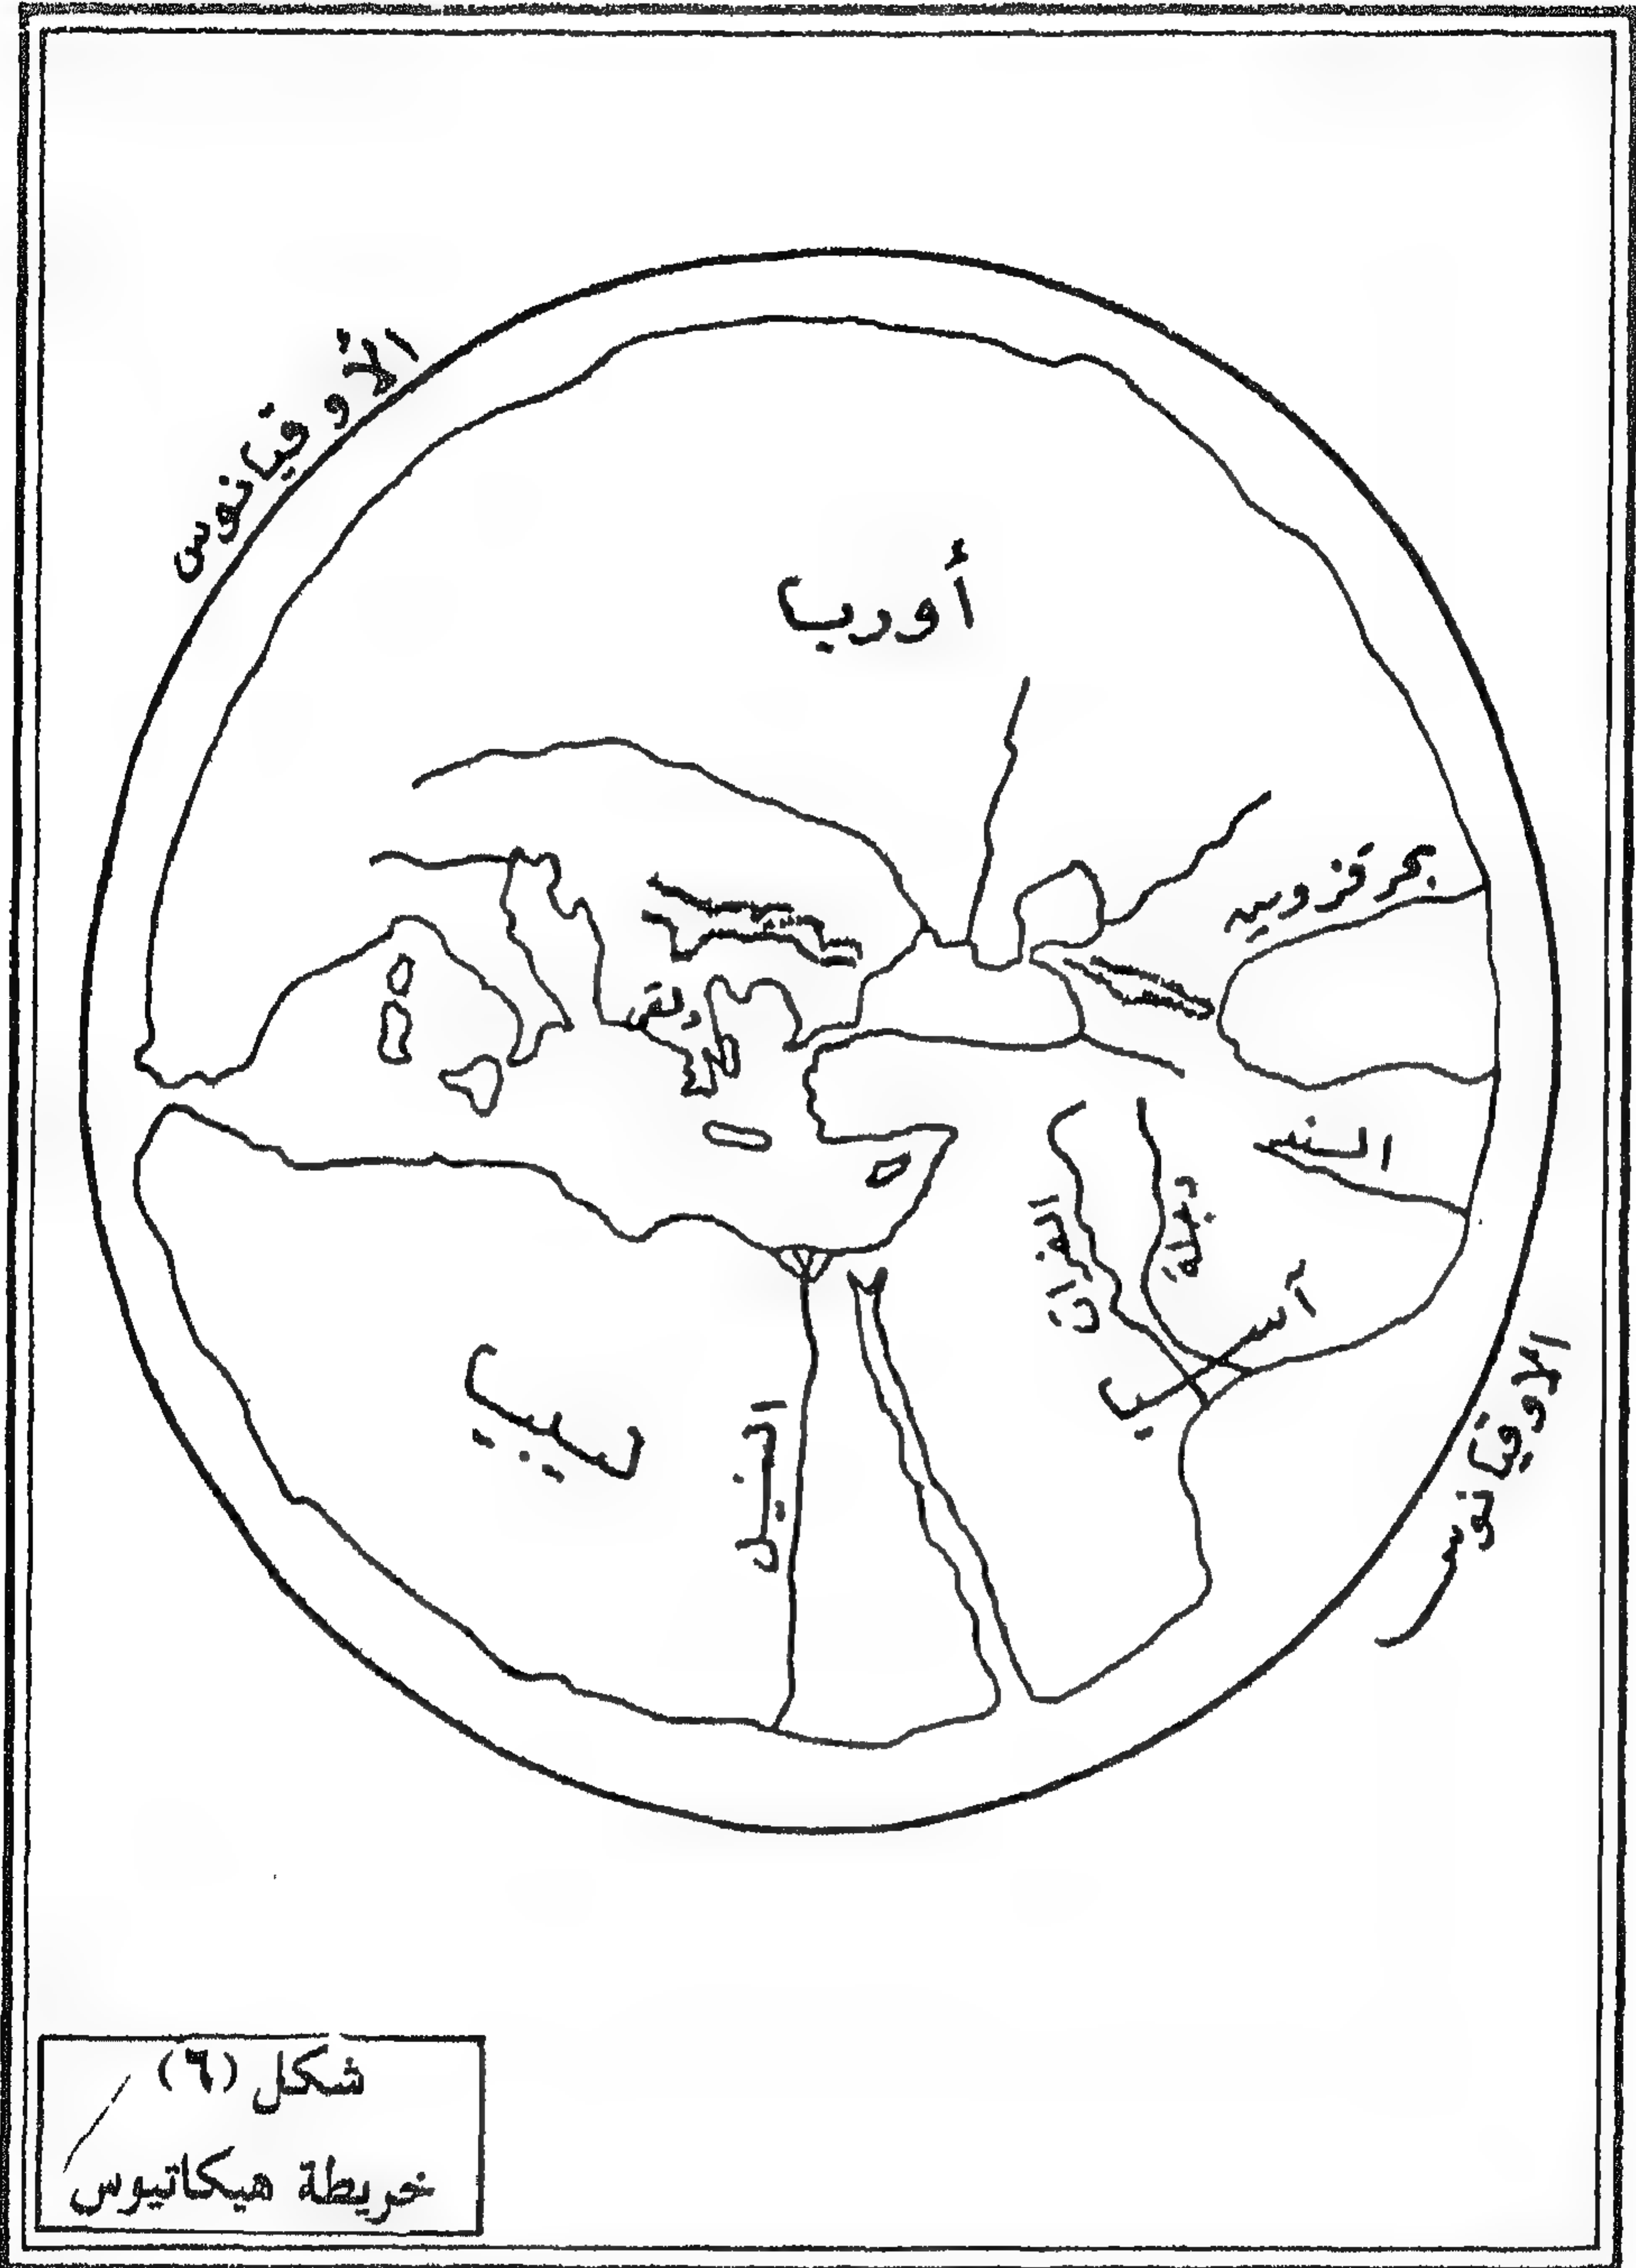 الأوقيانوس
أوربا
بحر قزوين
السند
دجلة
الفرات
آسيا
ليبيا
النيل
الأوقيانوس
شكل (٦)
خريطة هيكاتيوس